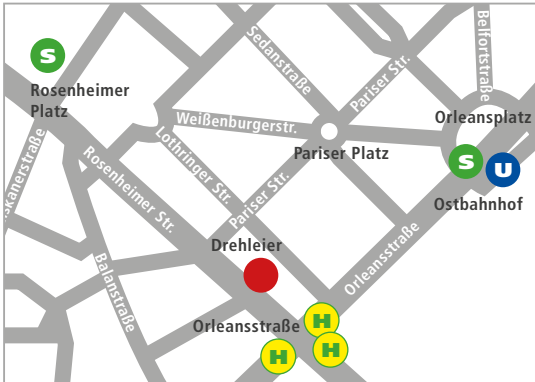 S
Rosenheimer
Platz
Sedanstraße
Pariser Str.
Belfortstraße
Orleansplatz
Weißenburgerstr.
Pariser Platz
S
U
Ostbahnhof
Rosenheimer Str.
Lothringer Str.
Pariser Str.
skanerstraße
Balanstraße
Drehleier
Orleansstraße
Orleansstraße
H
H
H